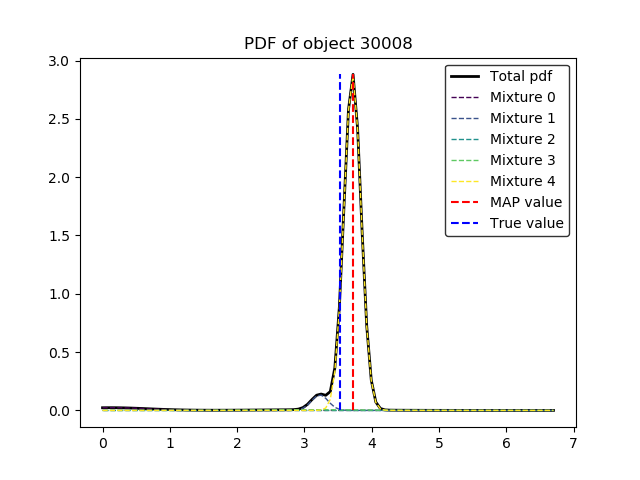 PDF of object 30008
3.0
2.5
2.0
1.5
1.0
0.5
0.0
Total pdf
Mixture 0
Mixture 1
Mixture 2
Mixture 3
Mixture 4
MAP value
True value
0 1 2 3 4 5 6 7